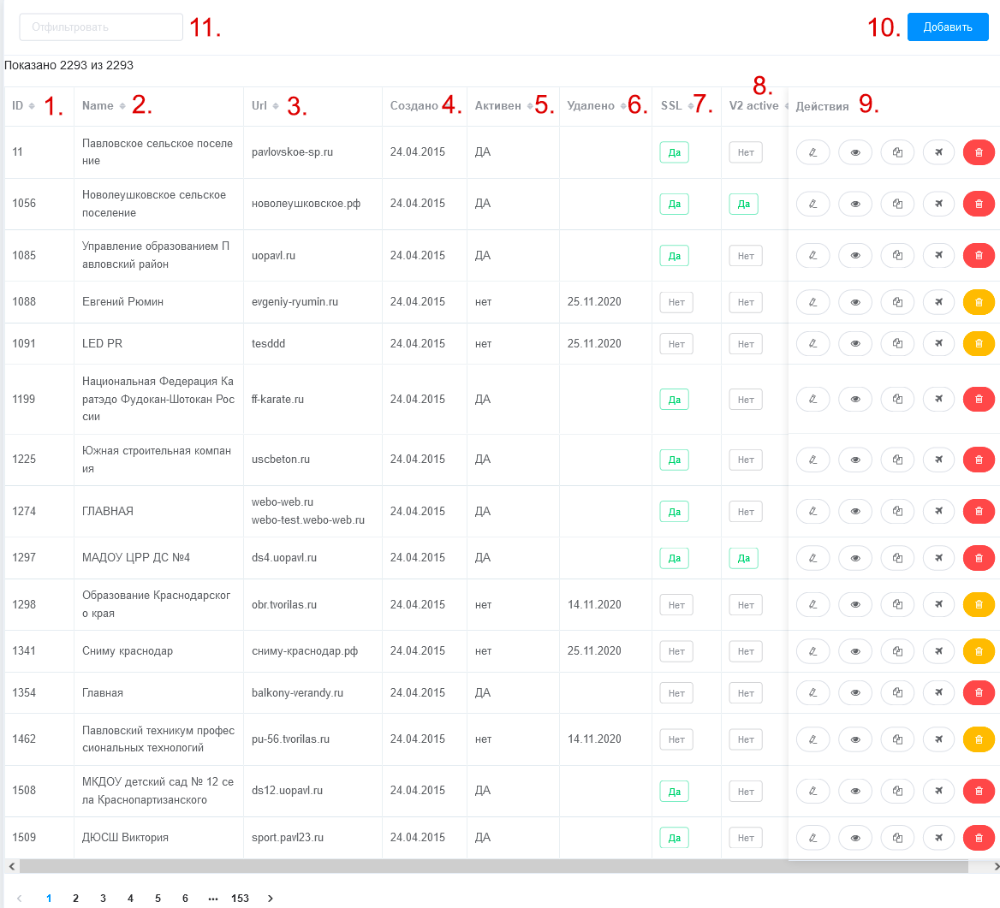 Отфильтровать 11. 10. Добавить
Показано 2293 из 2293
ID 1. Name 2. Url 3. Создано 4. Активен 5. Удалено 6. SSL 7. V2 active 8. Действия 9.
11 Павловское сельское поселе pavlovskoe-sp.ru 24.04.2015 ДА Да Нет
ние
1056 Новолеушковское сельское новолеушковское.рф 24.04.2015 ДА Да Да
поселение
1085 Управление образованием П uopavl.ru 24.04.2015 ДА Да Нет
авловский район
1088 Евгений Рюмин evgeniy-ryumin.ru 24.04.2015 нет 25.11.2020 Нет Нет
1091 LED PR tesddd 24.04.2015 нет 25.11.2020 Нет Нет
1199 Национальная Федерация Ка ff-karate.ru 24.04.2015 ДА Да Нет
ратэдо Фудокан-Шотокан Рос
сии
1225 Южная строительная компан uscbeton.ru 24.04.2015 ДА Да Нет
ия
1274 ГЛАВНАЯ webo-web.ru 24.04.2015 ДА Да Нет
webo-test.webo-web.ru
1297 МАДОУ ЦРР ДС №4 ds4.uopavl.ru 24.04.2015 ДА Да Да
1298 Образование Краснодарског obr.tvorilas.ru 24.04.2015 нет 14.11.2020 Нет Нет
о края
1341 Сниму краснодар сниму-краснодар.рф 24.04.2015 нет 25.11.2020 Нет Нет
1354 Главная balkony-verandy.ru 24.04.2015 ДА Нет Нет
1462 Павловский техникум профес pu-56.tvorilas.ru 24.04.2015 нет 14.11.2020 Нет Нет
сиональных технологий
1508 МКДОУ детский сад № 12 се ds12.uopavl.ru 24.04.2015 ДА Да Нет
ла Краснопартизанского
1509 ДЮСШ Виктория sport.pavl23.ru 24.04.2015 ДА Да Нет
1 2 3 4 5 6 ••• 153